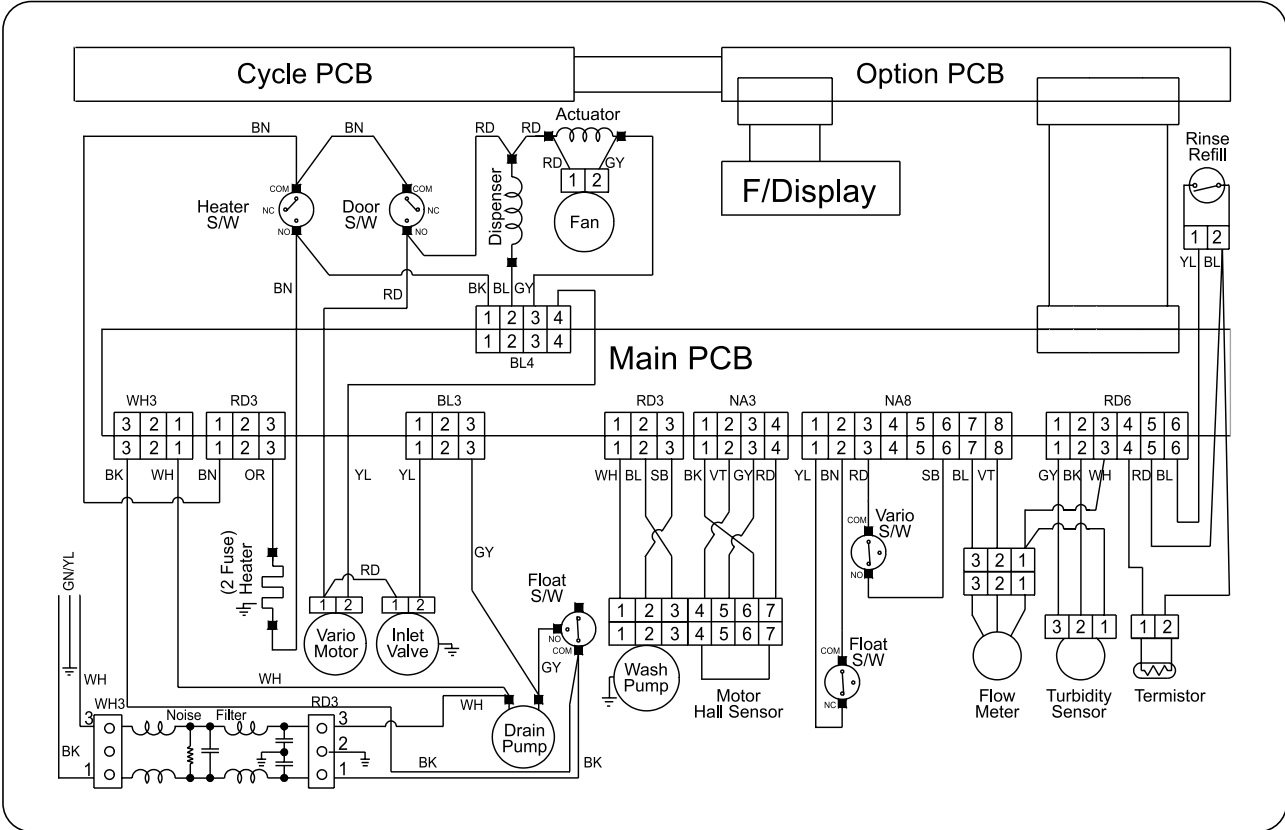 Cycle PCB
Option PCB
Actuator
BN
BN
RD
RD
RD
GY
1 2
Fan
F/Display
Rinse
Refill
1 2
YL BL
COM
NC
NO
Heater
S/W
Door
S/W
COM
NC
NO
Dispenser
BN
RD
BK BL GY
1 2 3 4
1 2 3 4
BL4
Main PCB
WH3
3 2 1
3 2 1
BK WH
RD3
1 2 3
1 2 3
BN OR
BL3
1 2 3
1 2 3
YL
YL
GY
RD3
1 2 3
1 2 3
WH BL SB
NA3
1 2 3 4
1 2 3 4
BK VT GY RD
NA8
1 2 3 4 5 6 7 8
1 2 3 4 5 6 7 8
YL BN RD SB BL VT
RD6
1 2 3 4 5 6
1 2 3 4 5 6
GY BK WH RD BL
COM
NO
Vario
S/W
3 2 1
3 2 1
GN/YL
(2 Fuse)
Heater
RD
1 2
Vario
Motor
1 2
Inlet
Valve
Float
S/W
NO
COM
GY
1 2 3 4 5 6 7
1 2 3 4 5 6 7
Wash
Pump
Motor
Hall Sensor
COM
NC
Float
S/W
Flow
Meter
3 2 1
Turbidity
Sensor
1 2
Termistor
WH
WH
WH
WH3
3
1
BK
Noise Filter
RD3
3
2
1
Drain
Pump
BK
BK